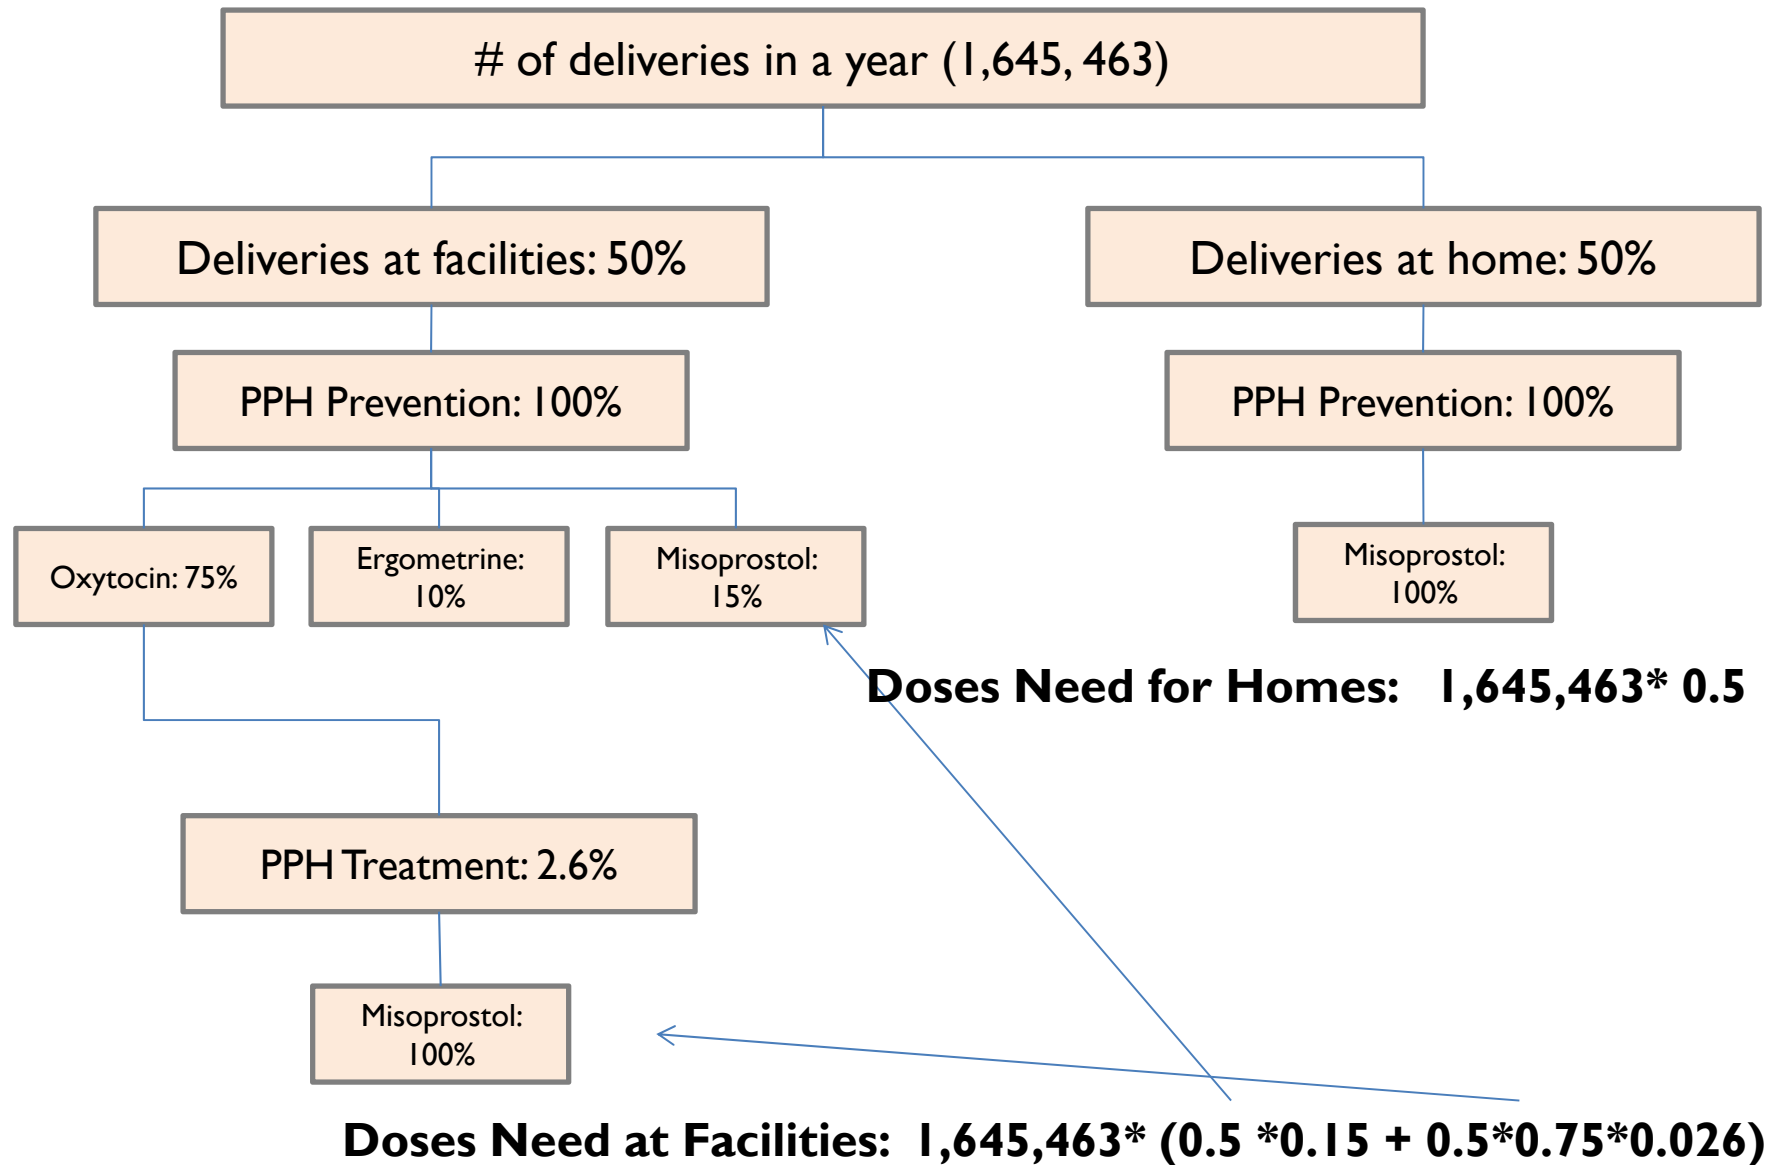 # of deliveries in a year (1,645, 463)
Deliveries at facilities: 50%
Deliveries at home: 50%
PPH Prevention: 100%
PPH Prevention: 100%
Oxytocin: 75%
Ergometrine:
10%
Misoprostol:
15%
Misoprostol:
100%
Doses Need for Homes: 1,645,463* 0.5
PPH Treatment: 2.6%
Misoprostol:
100%
Doses Need at Facilities: 1,645,463* (0.5 *0.15 + 0.5*0.75*0.026)